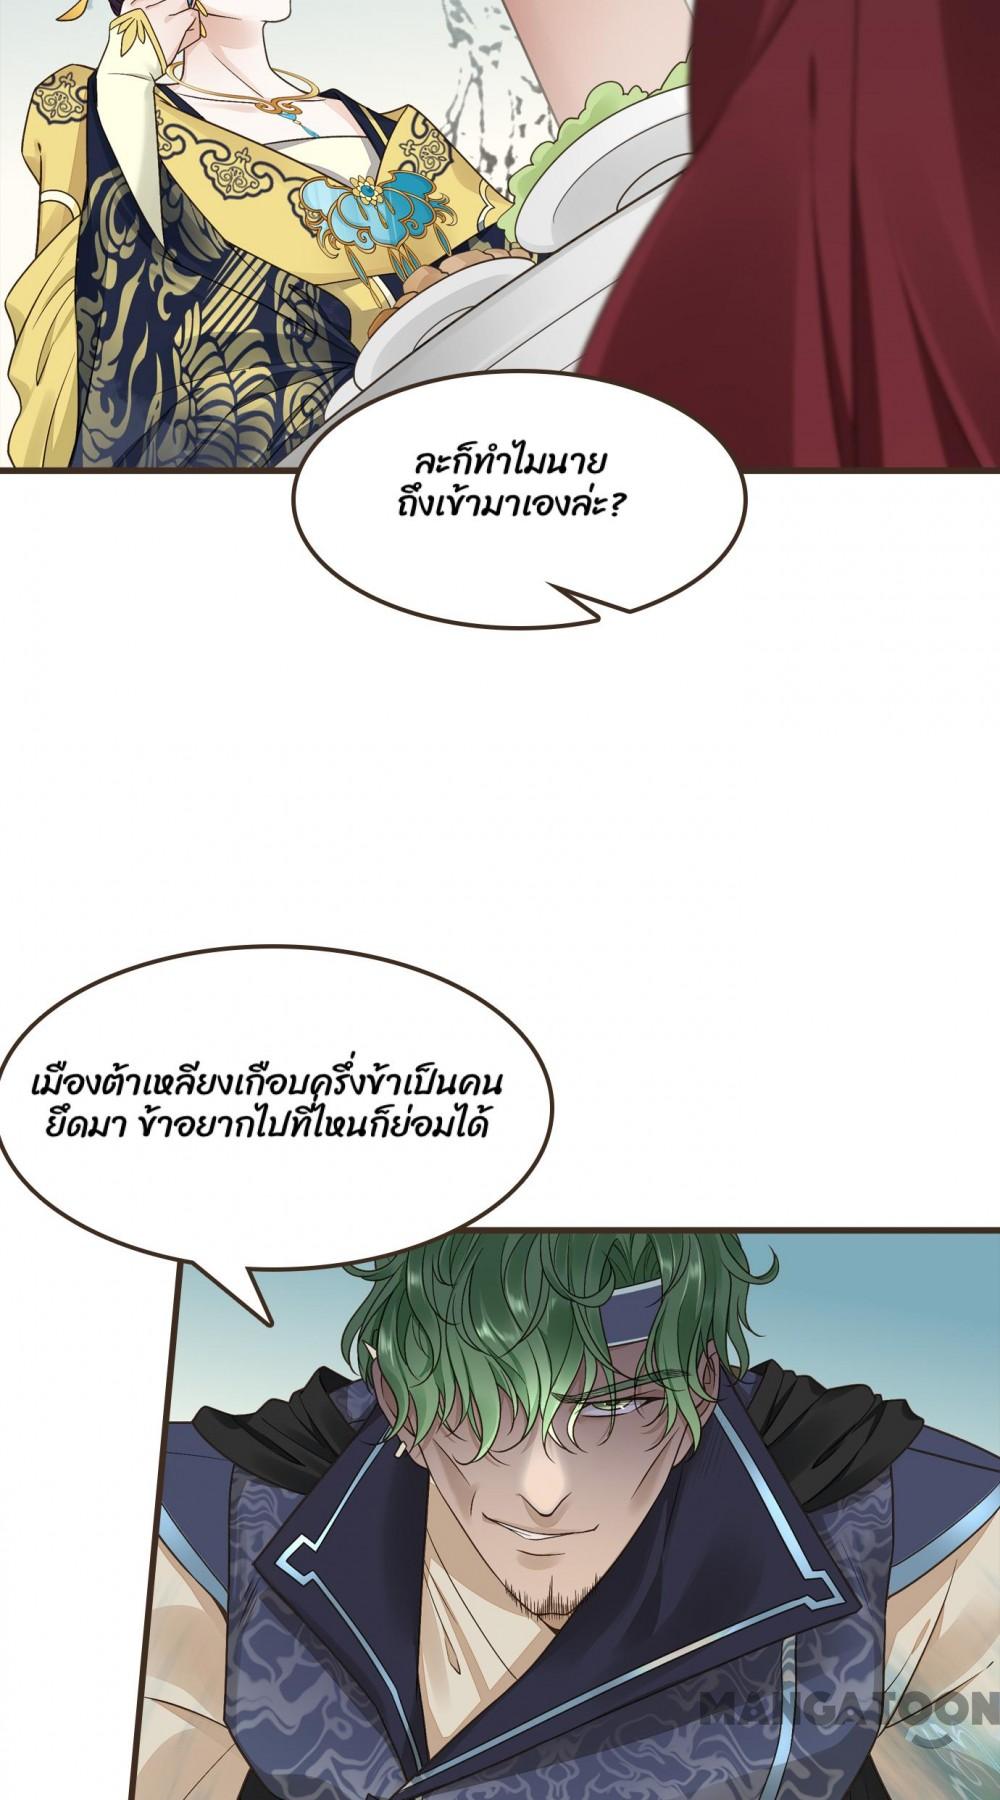 ละก็ทำไมนาย
ถึงเข้ามาเองล่ะ?
เมืองต้าเหลียงเกือบครึ่งข้าเป็นคน
ยึดมา ข้าอยากไปที่ไหนก็ย่อมได้
MANGATOON